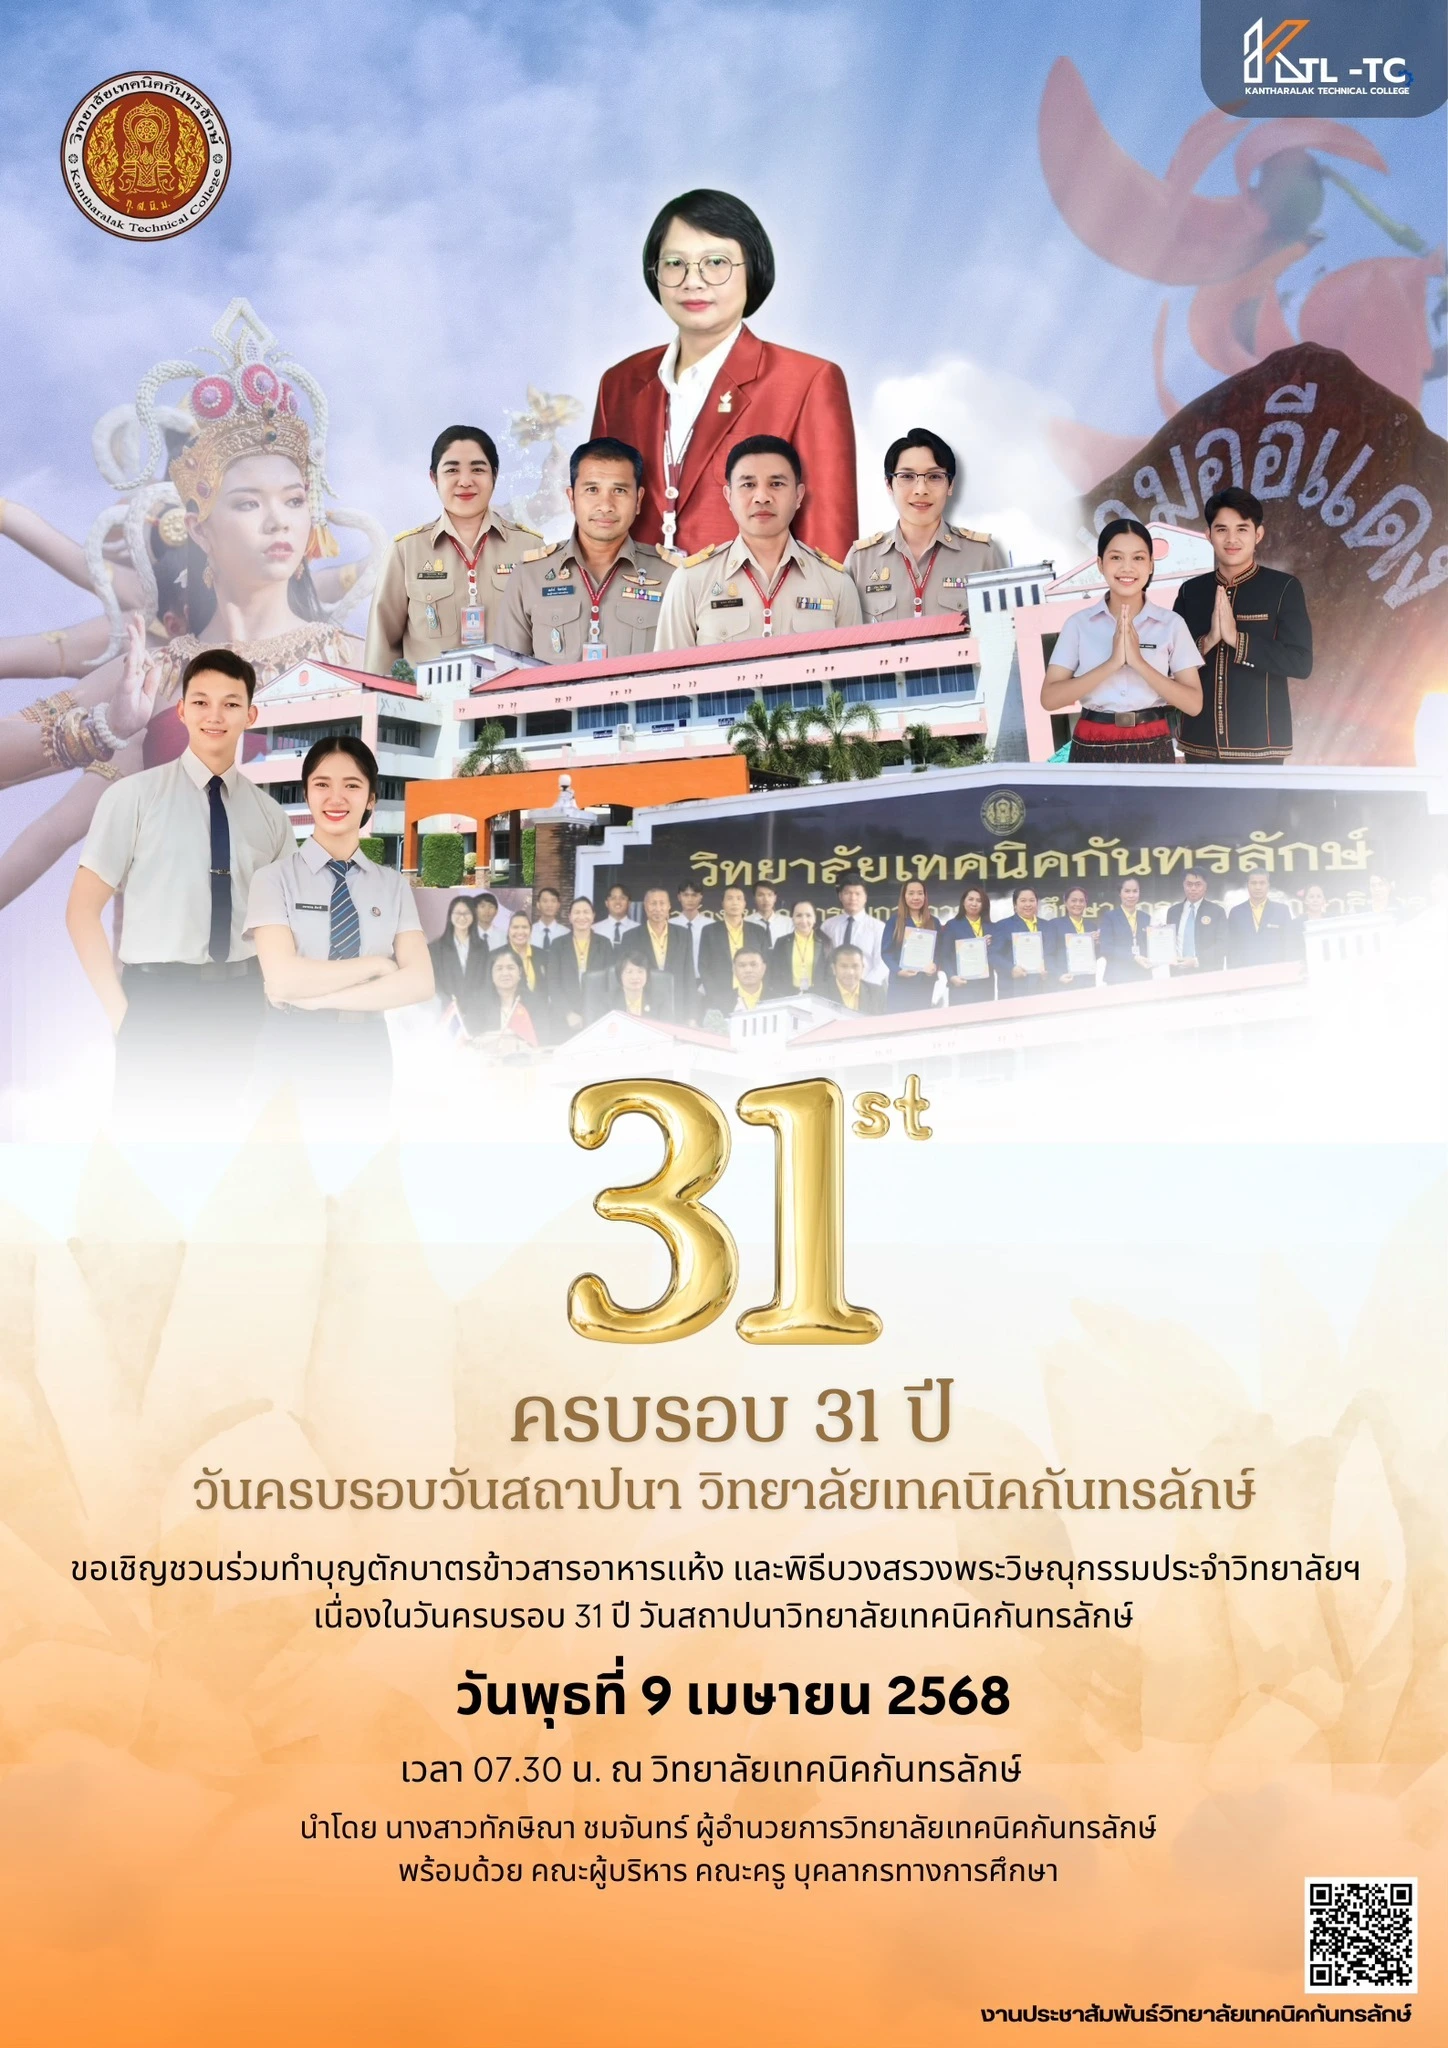 KTL -TC
KANTHARALAK TECHNICAL COLLEGE
วิทยาลัยเทคนิคกันทรลักษ์
Kantharalak Technical College
ทุ. ส. นิ. ม.
ผามออีแดง
วิทยาลัยเทคนิคกันทรลักษ์
31st
ครบรอบ 31 ปี
วันครบรอบวันสถาปนา วิทยาลัยเทคนิคกันทรลักษ์
ขอเชิญชวนร่วมทำบุญตักบาตรข้าวสารอาหารแห้ง และพิธีบวงสรวงพระวิษณุกรรมประจำวิทยาลัยฯ
เนื่องในวันครบรอบ 31 ปี วันสถาปนาวิทยาลัยเทคนิคกันทรลักษ์
วันพุธที่ 9 เมษายน 2568
เวลา 07.30 น. ณ วิทยาลัยเทคนิคกันทรลักษ์
นำโดย นางสาวทักษิณา ชมจันทร์ ผู้อำนวยการวิทยาลัยเทคนิคกันทรลักษ์
พร้อมด้วย คณะผู้บริหาร คณะครู บุคลากรทางการศึกษา
งานประชาสัมพันธ์วิทยาลัยเทคนิคกันทรลักษ์